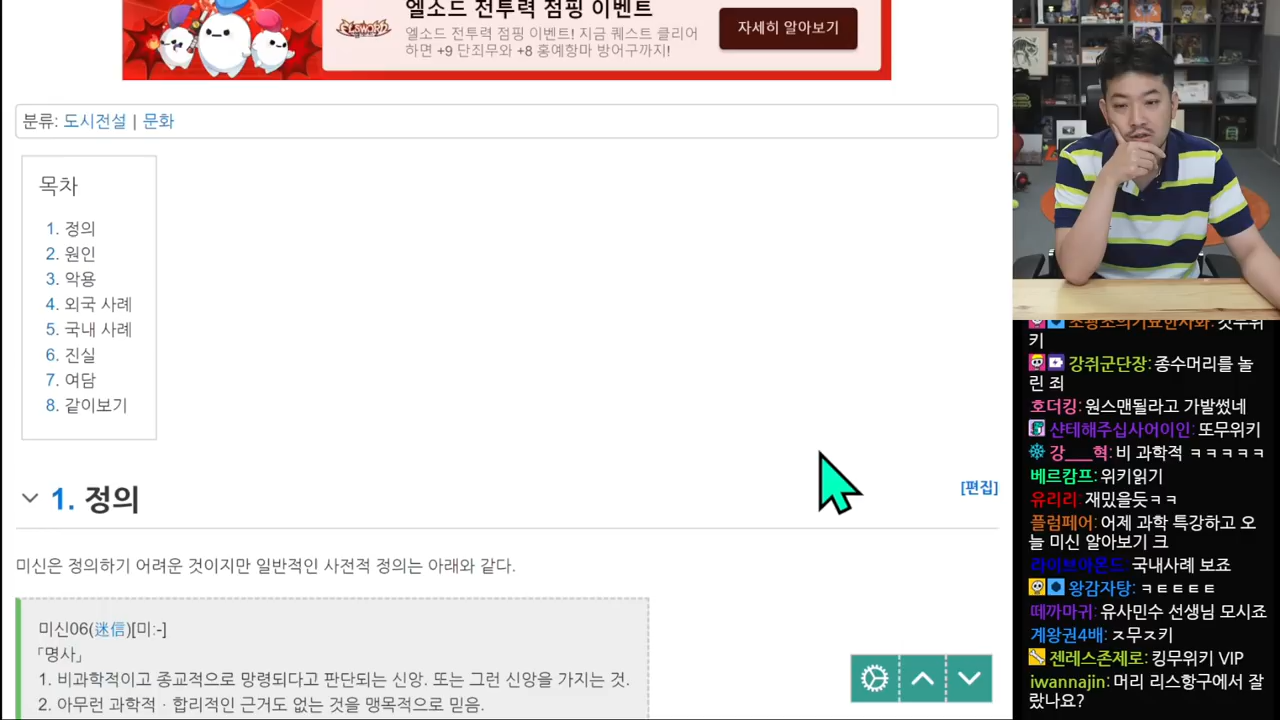 엘소드 전투력 점핑 이벤트
ELSWORD
엘소드 전투력 점핑 이벤트! 지금 퀘스트 클리어
하면 +9 단죄무와 +8 홍예항마 방어구까지!
자세히 알아보기
분류: 도시전설 | 문화
목차
1. 정의
2. 원인
3. 악용
4. 외국 사례
5. 국내 사례
6. 진실
7. 여담
8. 같이보기
1. 정의
[편집]
미신은 정의하기 어려운 것이지만 일반적인 사전적 정의는 아래와 같다.
미신06(迷信)[미:-]
「명사」
1. 비과학적이고 종교적으로 망령되다고 판단되는 신앙. 또는 그런 신앙을 가지는 것.
2. 아무런 과학적ㆍ합리적인 근거도 없는 것을 맹목적으로 믿음.
키
강쥐군단장: 종수머리를 놀
린 죄
호더킹: 원스맨될라고 가발썼네
샨테해주십사어이인: 또무위키
강___혁: 비 과학적 ㅋㅋㅋㅋㅋ
베르캄프: 위키읽기
유리리: 재밌을듯ㅋㅋ
플럼페어: 어제 과학 특강하고 오
늘 미신 알아보기 크
라이브아몬드: 국내사례 보죠
왕감자탕: ㅋㅌㅌㅌㅌ
떼까마귀: 유사민수 선생님 모시죠
계왕권4배: ㅈ무ㅈ키
젠레스존제로: 킹무위키 VIP
iwannajin: 머리 리스항구에서 잘
랐나요?